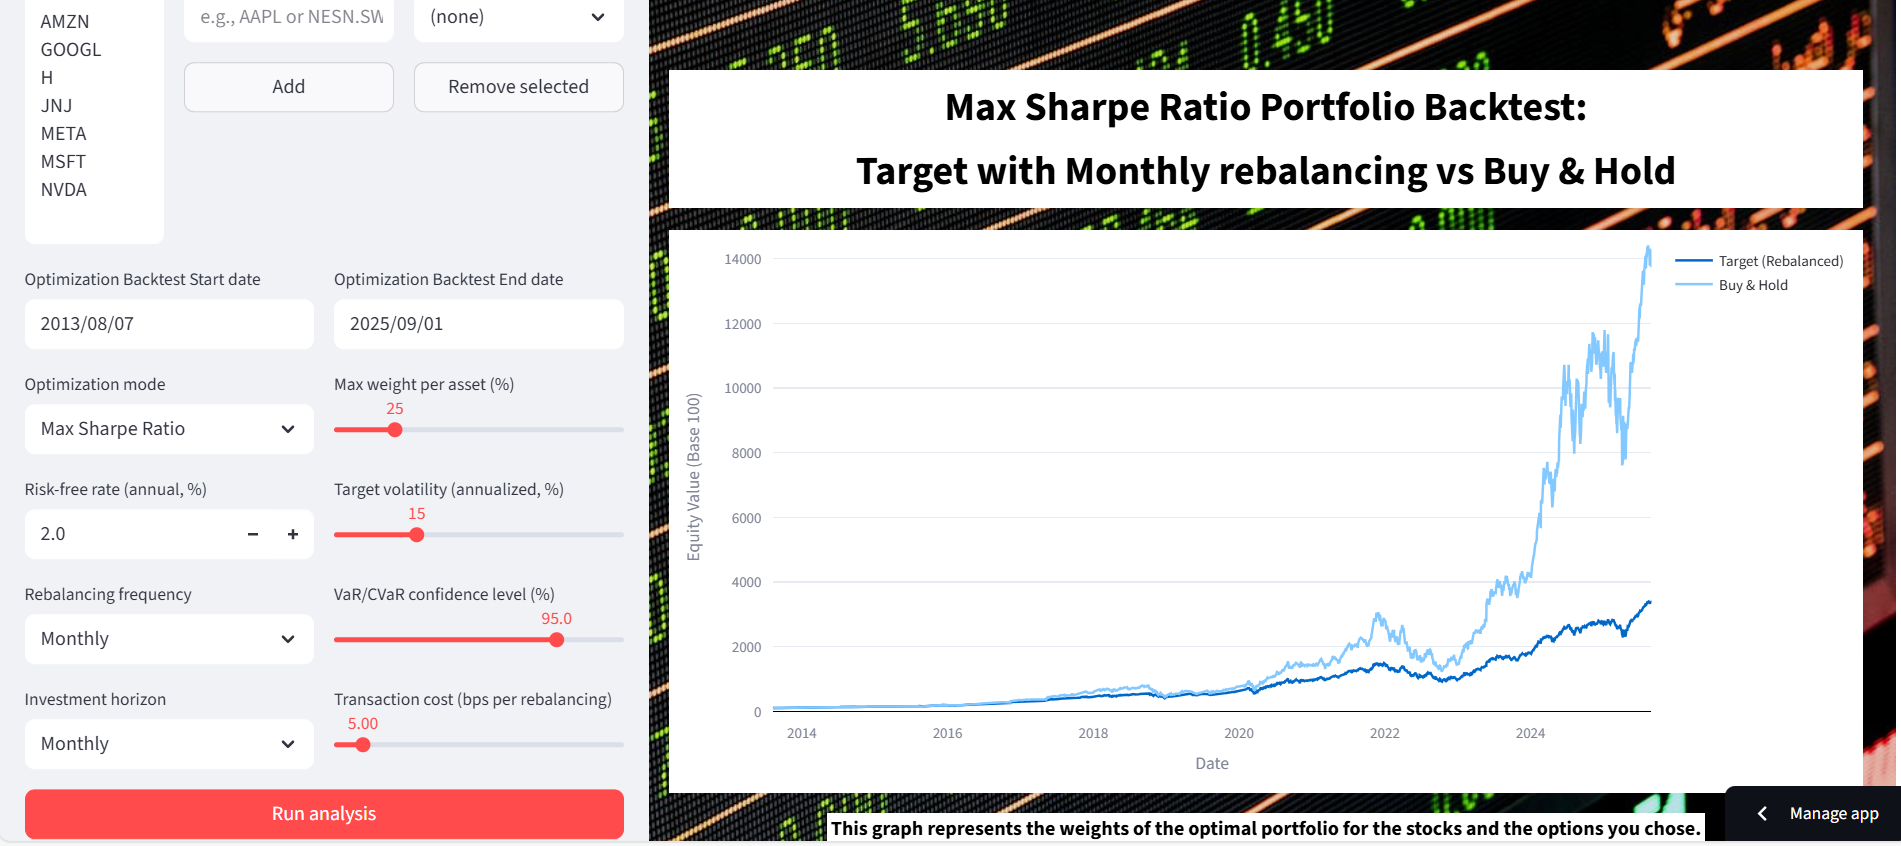 AMZN
GOOGL
H
JNJ
META
MSFT
NVDA
e.g., AAPL or NESN.SW
(none)
Add
Remove selected
Optimization Backtest Start date
Optimization Backtest End date
2013/08/07
2025/09/01
Optimization mode
Max weight per asset (%)
25
Max Sharpe Ratio
Risk-free rate (annual, %)
Target volatility (annualized, %)
15
2.0
Rebalancing frequency
VaR/CVaR confidence level (%)
95.0
Monthly
Investment horizon
Transaction cost (bps per rebalancing)
5.00
Monthly
Run analysis
Max Sharpe Ratio Portfolio Backtest:
Target with Monthly rebalancing vs Buy & Hold
Target (Rebalanced)
Buy & Hold
14000
12000
10000
8000
6000
4000
2000
0
Equity Value (Base 100)
2014
2016
2018
2020
2022
2024
Date
This graph represents the weights of the optimal portfolio for the stocks and the options you chose.
Manage app